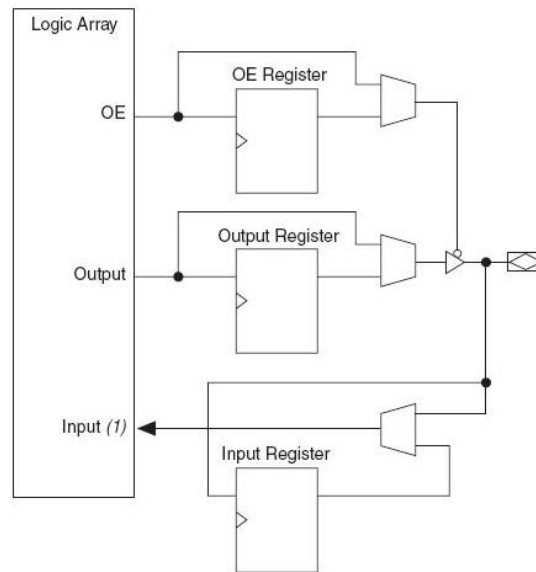 Logic Array
OE Register
OE
Output Register
Output
Input (1)
Input Register